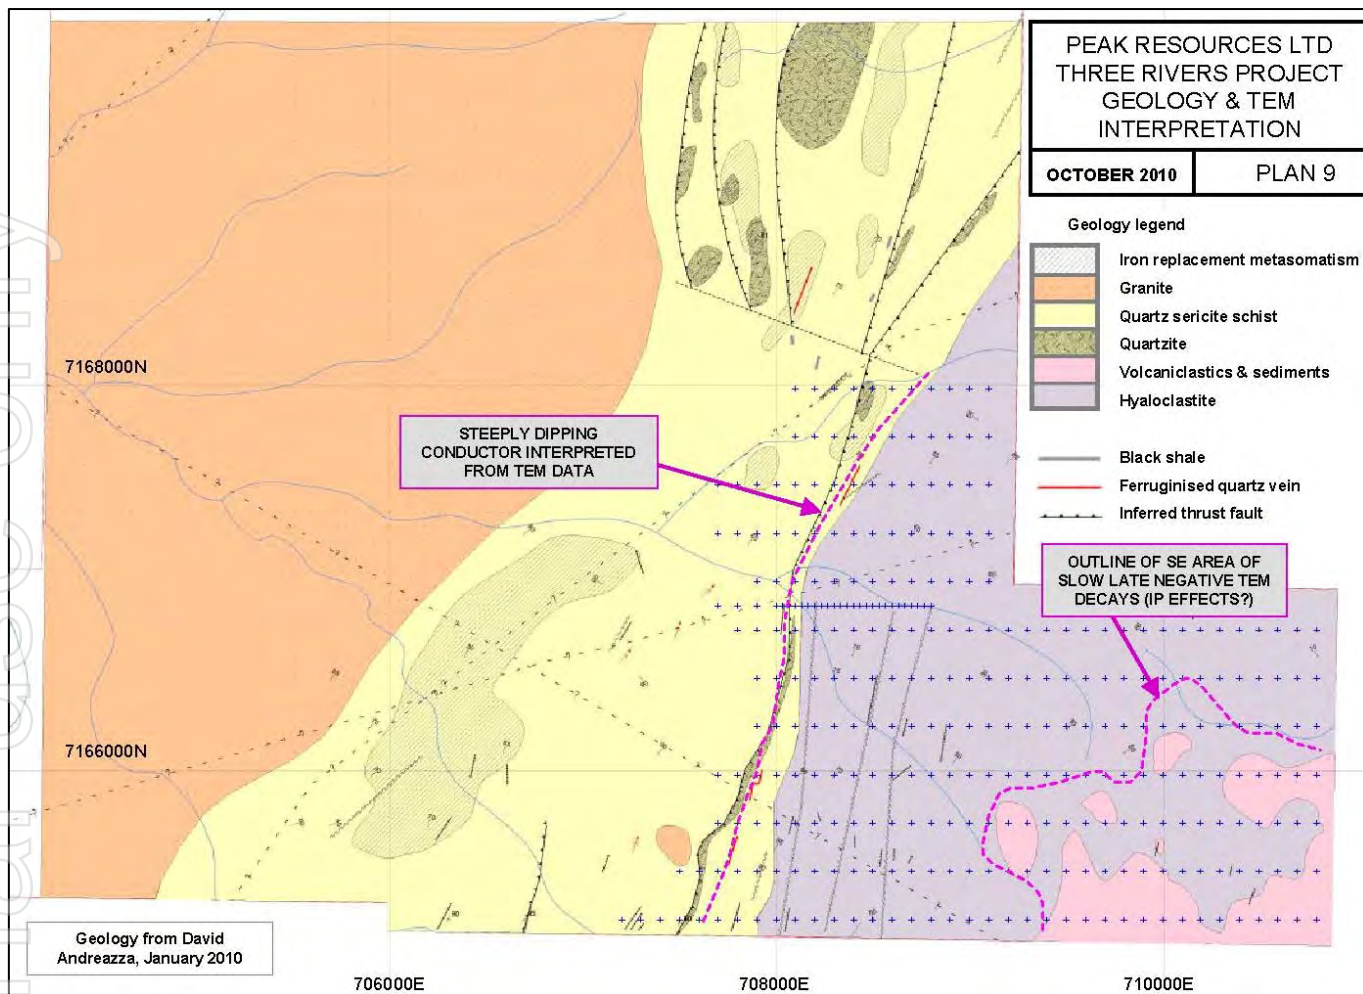 PEAK RESOURCES LTD
THREE RIVERS PROJECT
GEOLOGY & TEM
INTERPRETATION
OCTOBER 2010
PLAN 9
Geology legend
Iron replacement metasomatism
Granite
Quartz sericite schist
Quartzite
Volcaniclastics & sediments
Hyaloclastite
Black shale
Ferruginised quartz vein
Inferred thrust fault
7168000N
STEEPLY DIPPING
CONDUCTOR INTERPRETED
FROM TEM DATA
OUTLINE OF SE AREA OF
SLOW LATE NEGATIVE TEM
DECAYS (IP EFFECTS?)
7166000N
Geology from David
Andreazza, January 2010
706000E
708000E
710000E